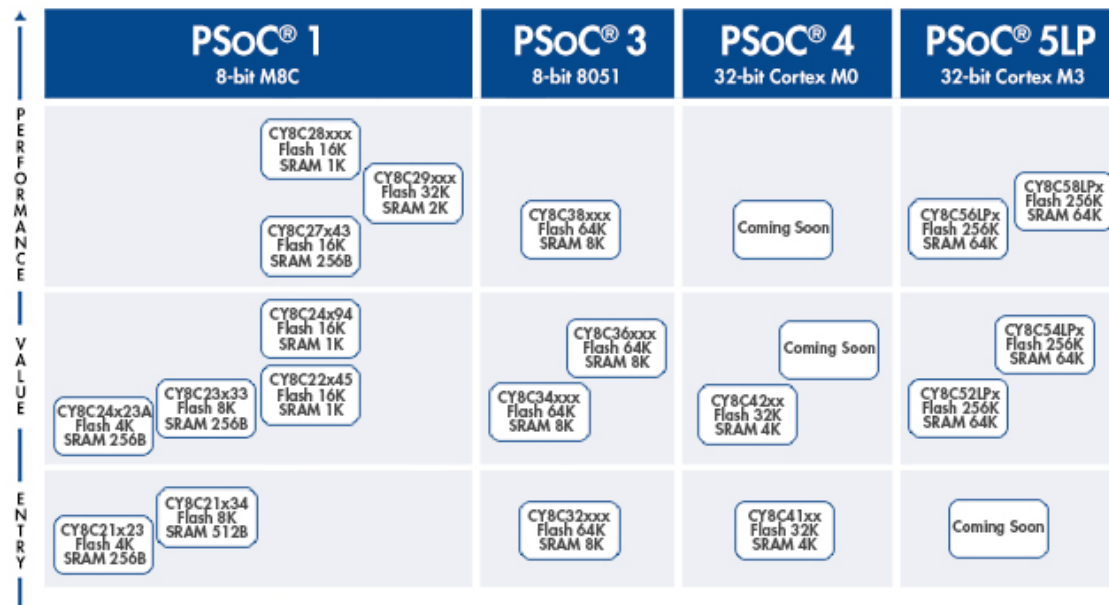 PSoC® 1
8-bit M8C
PSoC® 3
8-bit 8051
PSoC® 4
32-bit Cortex M0
PSoC® 5LP
32-bit Cortex M3
PERFORMANCE
CY8C28xxx
Flash 16K
SRAM 1K
CY8C29xxx
Flash 32K
SRAM 2K
CY8C27x43
Flash 16K
SRAM 256B
CY8C38xxx
Flash 64K
SRAM 8K
Coming Soon
CY8C56LPx
Flash 256K
SRAM 64K
CY8C58LPx
Flash 256K
SRAM 64K
VALUE
CY8C24x94
Flash 16K
SRAM 1K
CY8C22x45
Flash 16K
SRAM 1K
CY8C23x33
Flash 8K
SRAM 256B
CY8C24x23A
Flash 4K
SRAM 256B
CY8C36xxx
Flash 64K
SRAM 8K
CY8C34xxx
Flash 64K
SRAM 8K
Coming Soon
CY8C42xx
Flash 32K
SRAM 4K
CY8C54LPx
Flash 256K
SRAM 64K
CY8C52LPx
Flash 256K
SRAM 64K
ENTRY
CY8C21x34
Flash 8K
SRAM 512B
CY8C21x23
Flash 4K
SRAM 256B
CY8C32xxx
Flash 64K
SRAM 8K
CY8C41xx
Flash 32K
SRAM 4K
Coming Soon